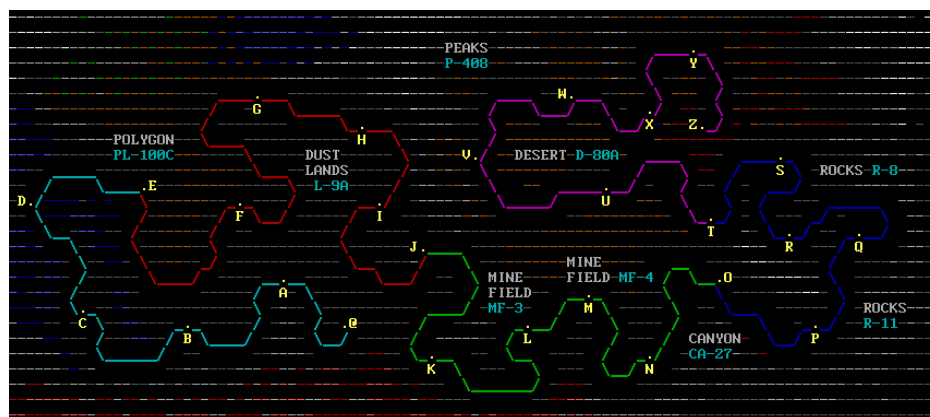 PEAKS
P-408
Y
W.
G
X
Z.
H
POLYGON
PL-100C
DUST
LANDS
L-9A
V.
DESERT D-80A
S
ROCKS R-8
E
D.
U
F
I
T
R
Q
J.
MINE
FIELD MF-4
MINE
FIELD
MF-3
A
.O
M
ROCKS
R-11
C
B
.@
L
P
CANYON
CA-27
K
N